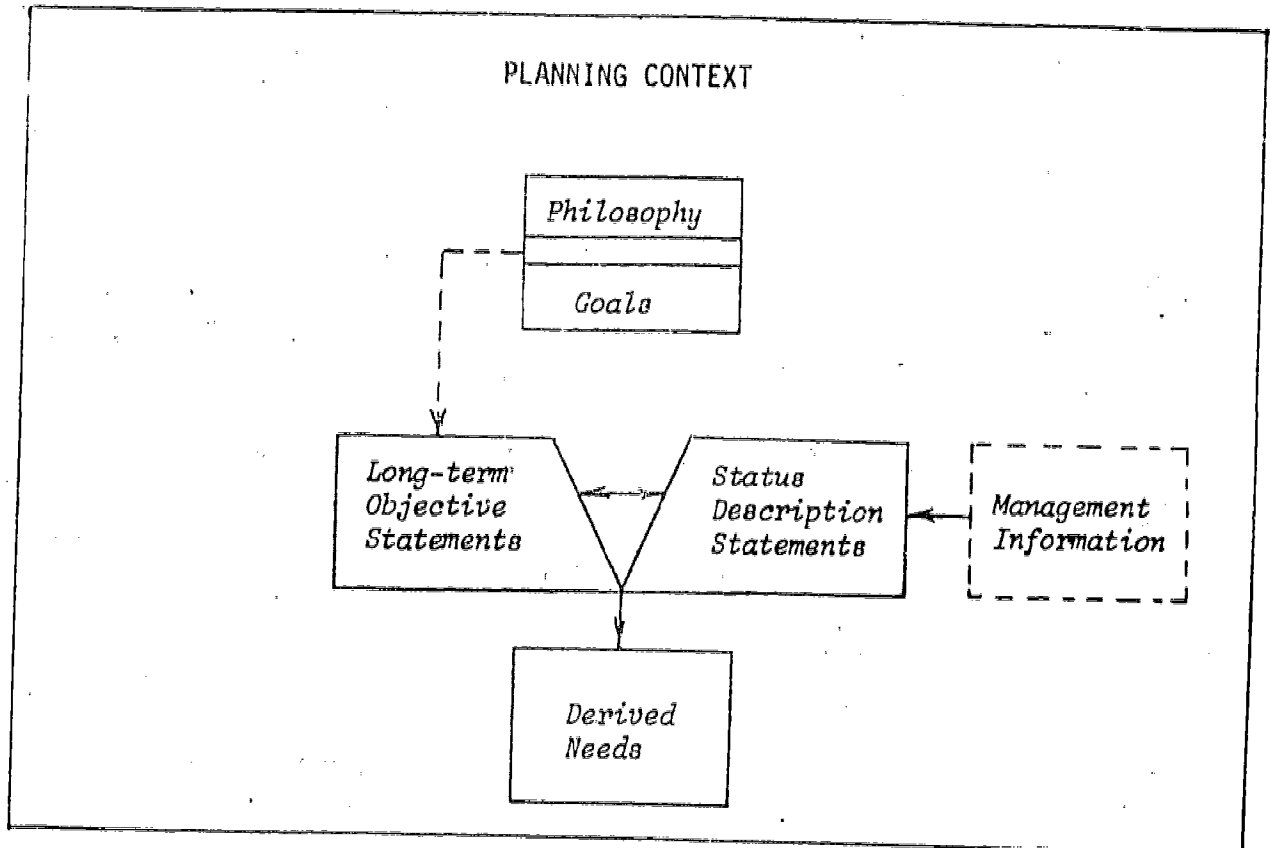 PLANNING CONTEXT
Philosophy
Goals
Long-term
Objective
Statements
Status
Description
Statements
Management
Information
Derived
Needs